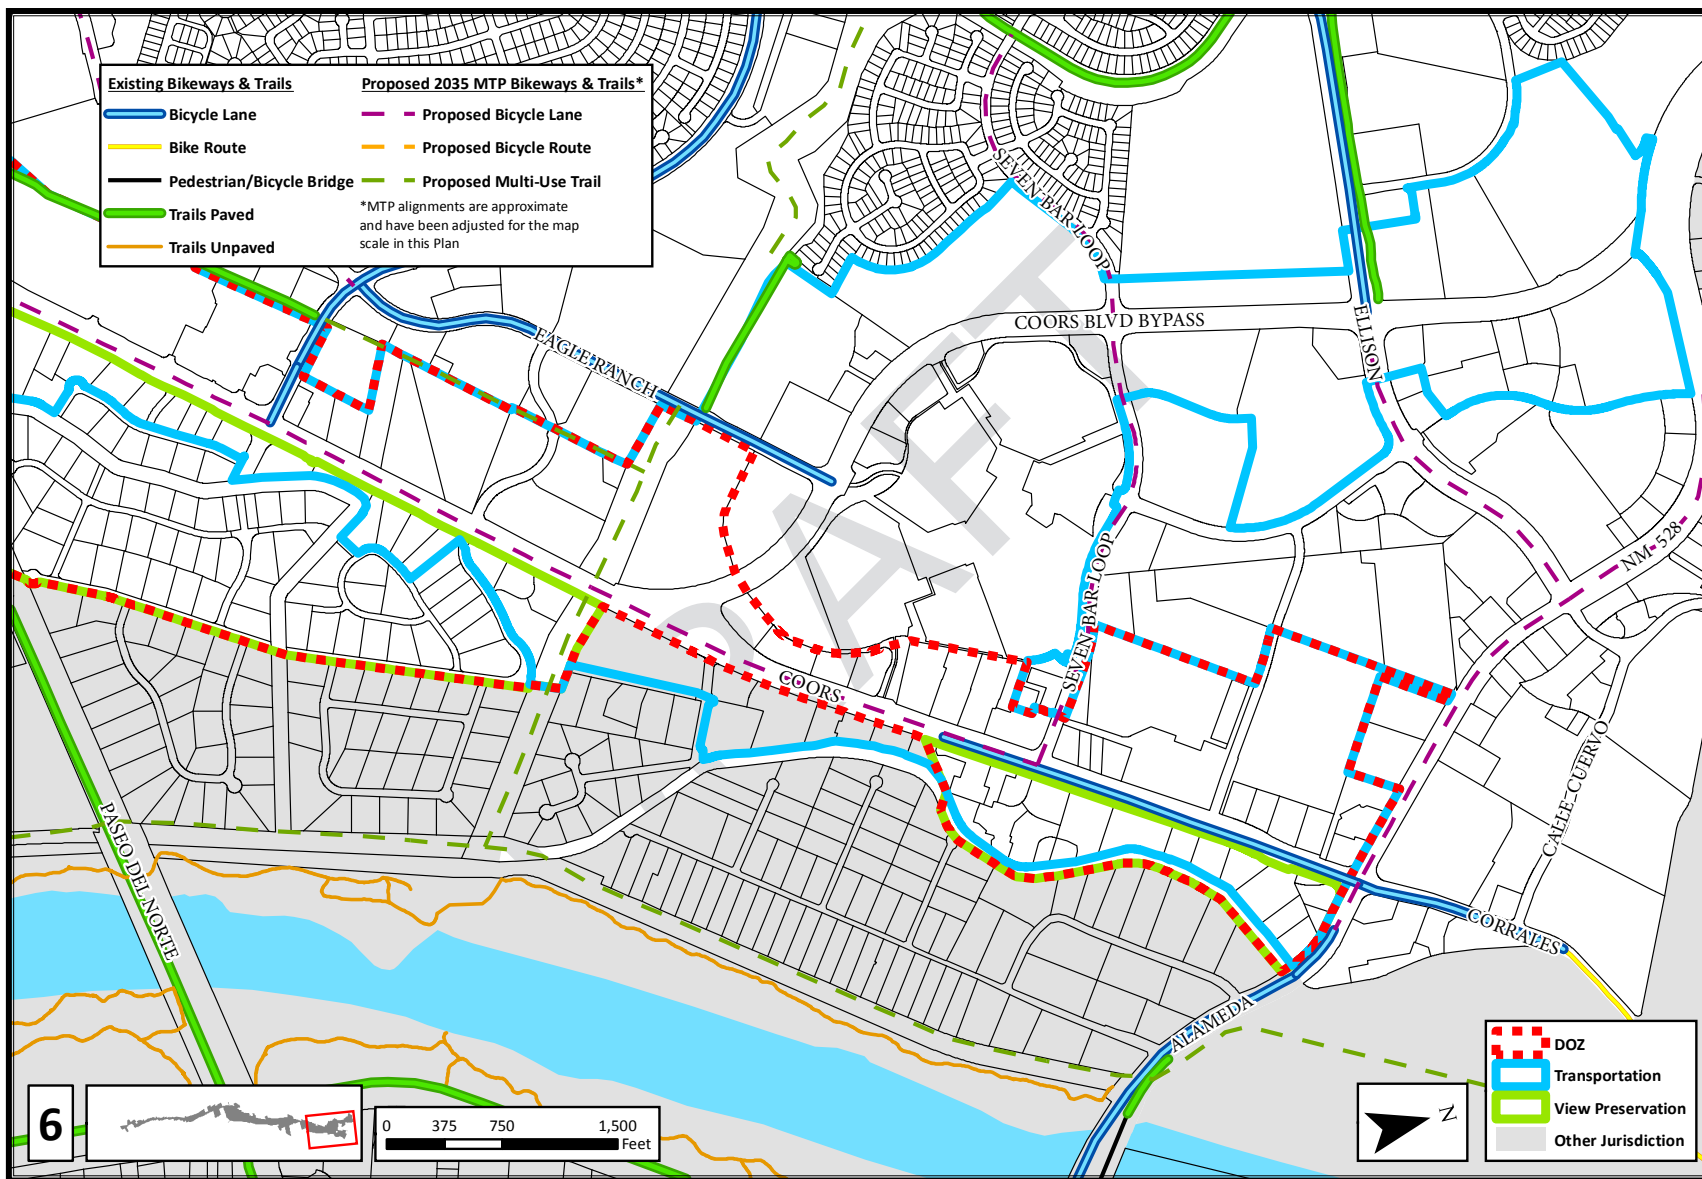 Existing Bikeways & Trails
Bicycle Lane
Bike Route
Pedestrian/Bicycle Bridge
Trails Paved
Trails Unpaved
Proposed 2035 MTP Bikeways & Trails*
Proposed Bicycle Lane
Proposed Bicycle Route
Proposed Multi-Use Trail
*MTP alignments are approximate
and have been adjusted for the map
scale in this Plan
SEVEN BAR LOOP
COORS BLVD BYPASS
ELLISON
EAGLE RANCH
DRAFT
SEVEN BAR LOOP
NM 528
COORS
CALLE CUERVO
PASEO DEL NORTE
CORRALES
ALAMEDA
6
0 375 750 1,500
Feet
N
DOZ
Transportation
View Preservation
Other Jurisdiction